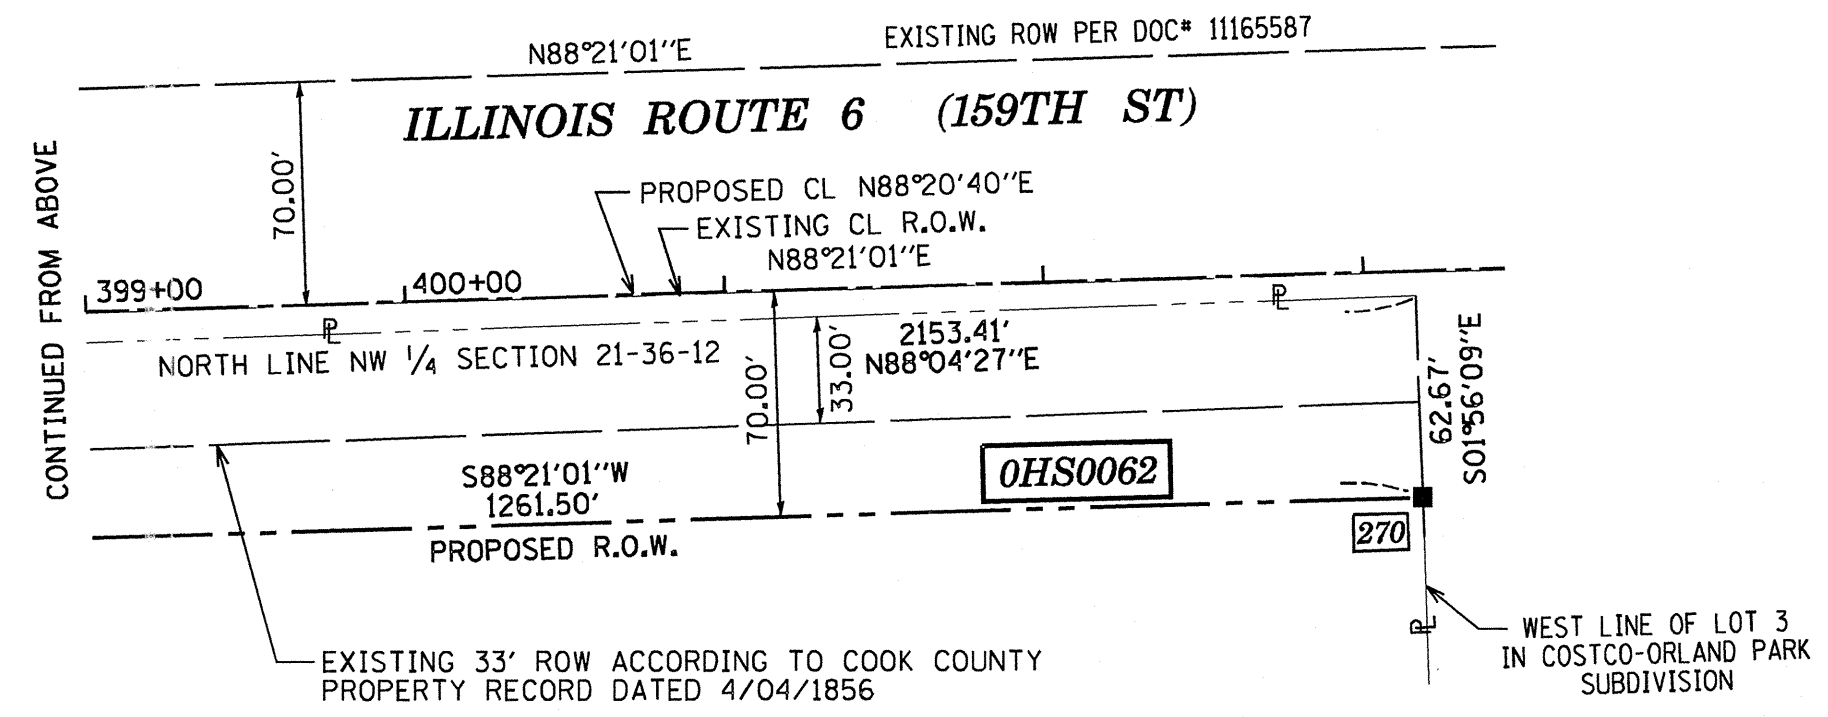 N88°21'01"E
EXISTING ROW PER DOC# 11165587
ILLINOIS ROUTE 6 (159TH ST)
CONTINUED FROM ABOVE
70.00'
PROPOSED CL N88°20'40"E
EXISTING CL R.O.W.
N88°21'01"E
399+00
400+00
PL
PL
NORTH LINE NW 1/4 SECTION 21-36-12
70.00'
33.00'
2153.41'
N88°04'27"E
62.67'
S01°56'09"E
S88°21'01"W
1261.50'
PROPOSED R.O.W.
0HS0062
270
PL
WEST LINE OF LOT 3
IN COSTCO-ORLAND PARK
SUBDIVISION
EXISTING 33' ROW ACCORDING TO COOK COUNTY
PROPERTY RECORD DATED 4/04/1856